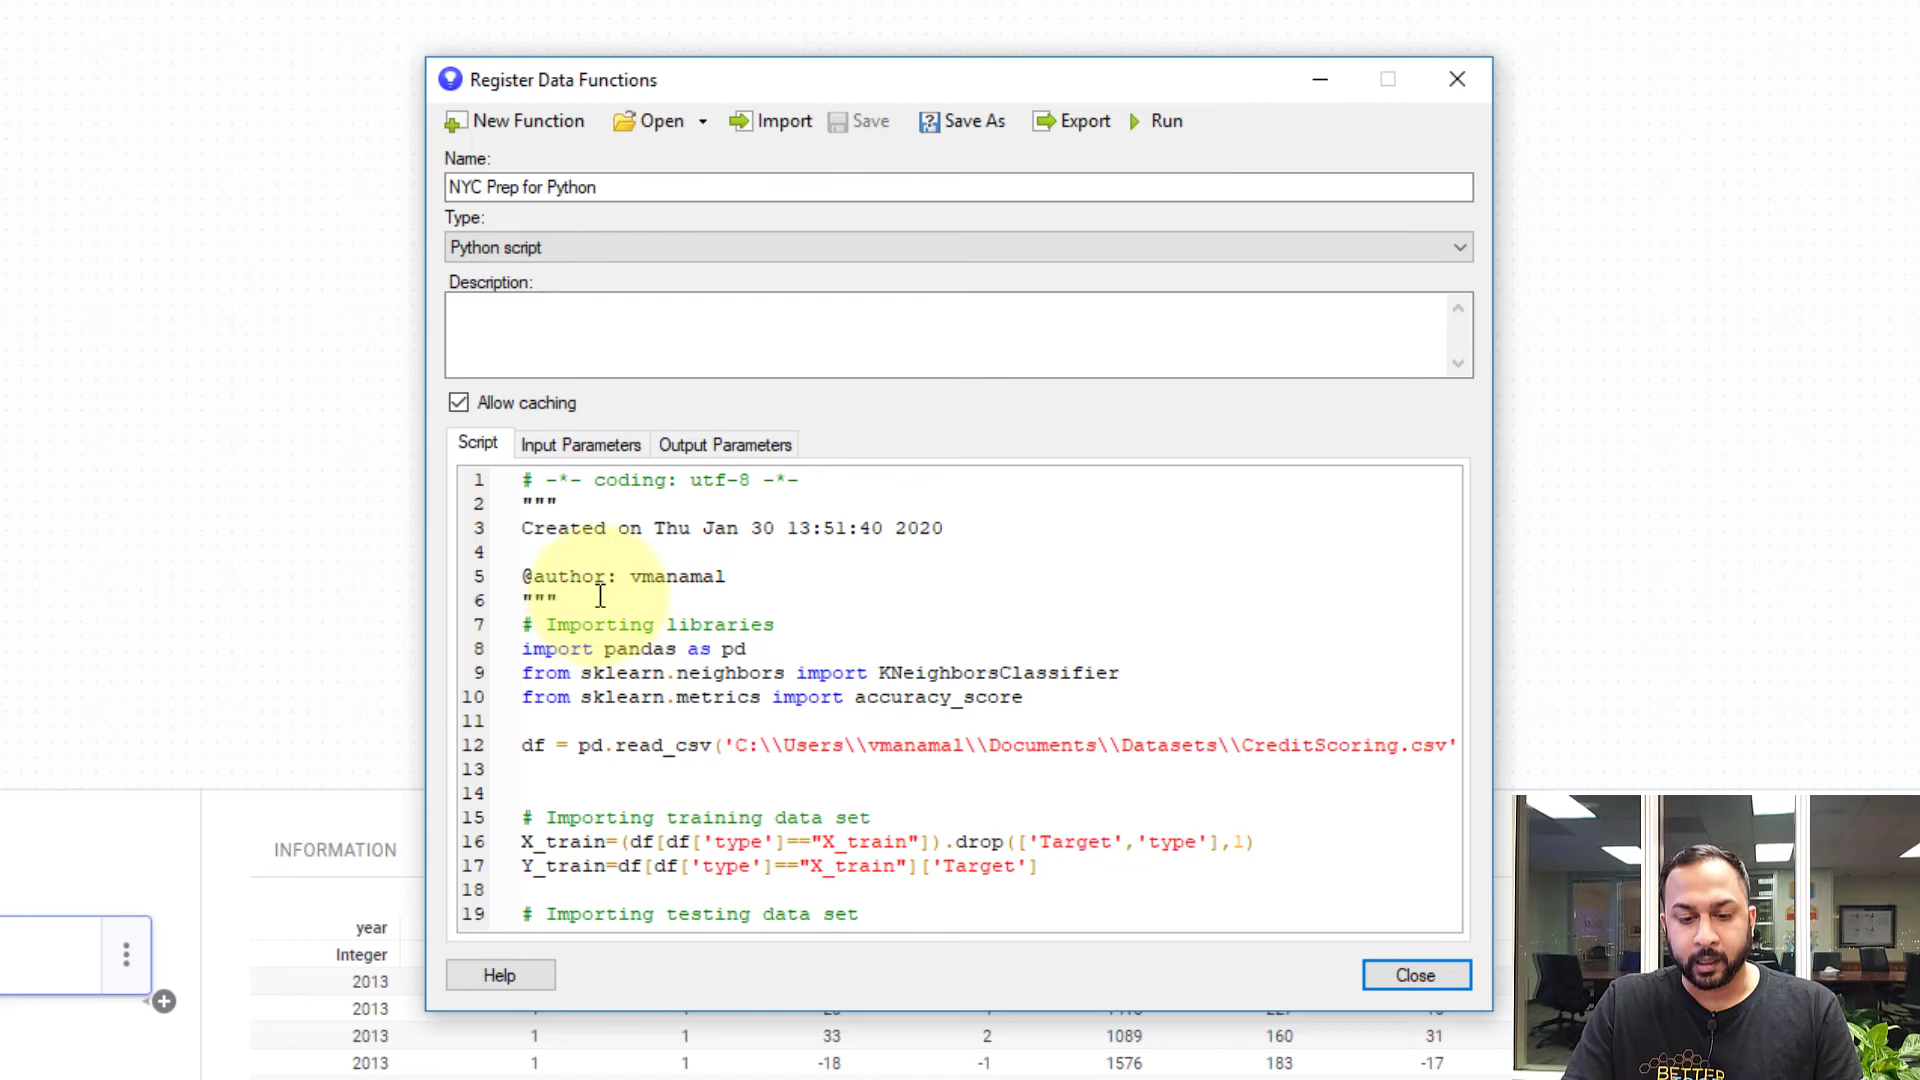 Register Data Functions
New Function Open Import Save Save As Export Run
Name:
NYC Prep for Python
Type:
Python script
Description:
Allow caching
Script Input Parameters Output Parameters
1 # -*- coding: utf-8 -*-
2 """
3 Created on Thu Jan 30 13:51:40 2020
4
5 @author: vmanamal
6 """
7 # Importing libraries
8 import pandas as pd
9 from sklearn.neighbors import KNeighborsClassifier
10 from sklearn.metrics import accuracy_score
11
12 df = pd.read_csv('C:\\Users\\vmanamal\\Documents\\Datasets\\CreditScoring.csv'
13
14
15 # Importing training data set
16 X_train=(df[df['type']=="X_train"]).drop(['Target','type'],1)
17 Y_train=df[df['type']=="X_train"]['Target']
18
19 # Importing testing data set
Help Close
INFORMATION
year
Integer
2013
2013
2013 1 1 33 2 1089 160 31
2013 1 1 -18 -1 1576 183 -17
BETTER